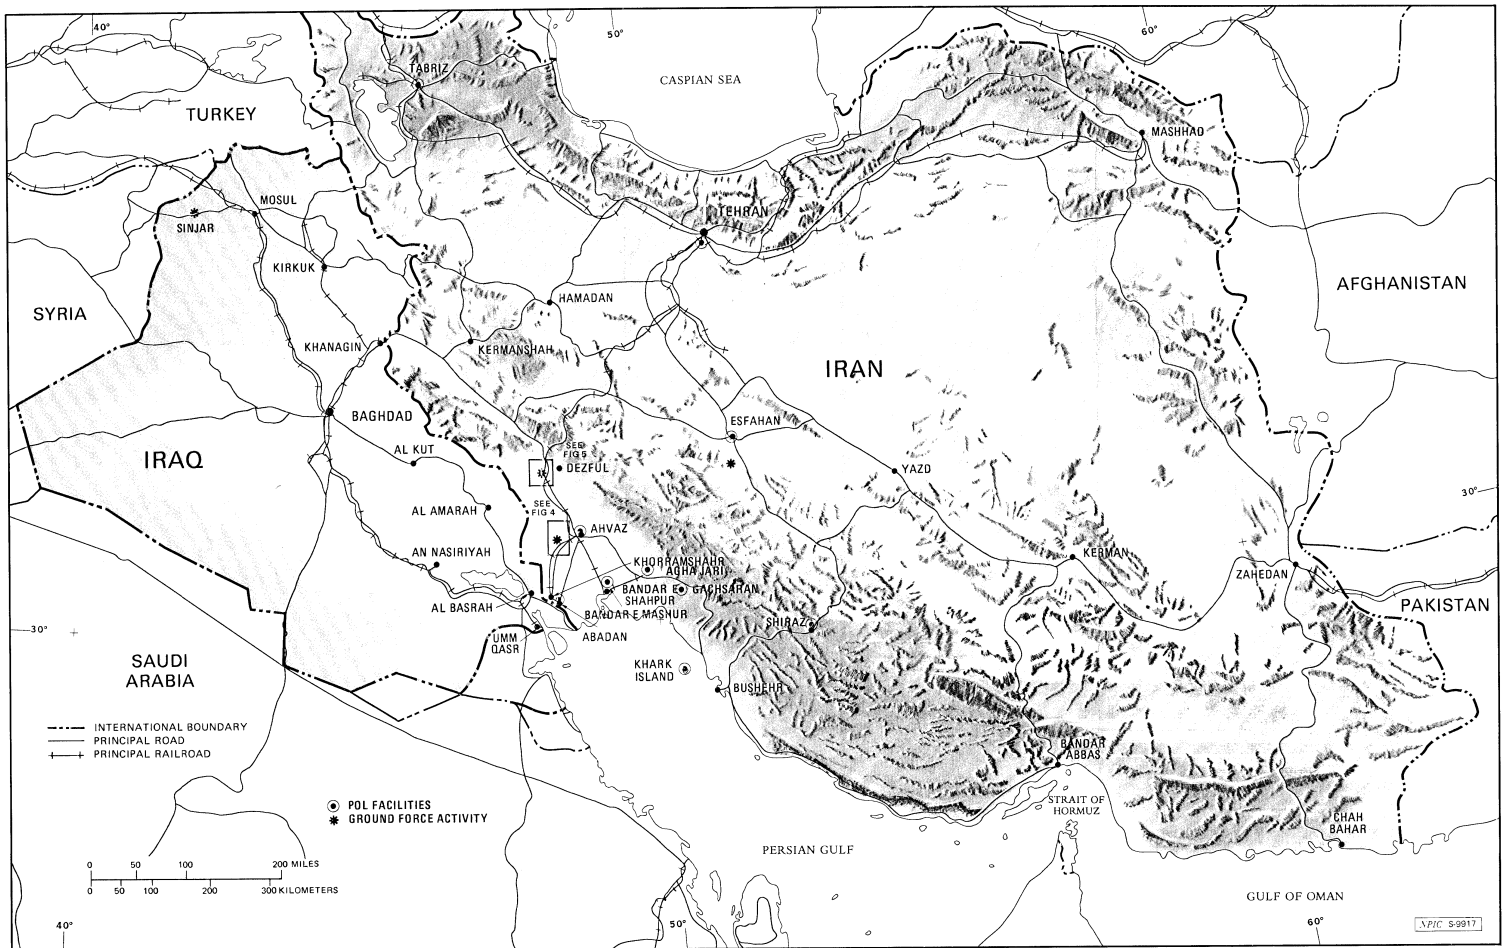 40°
50°
60°
TABRIZ
CASPIAN SEA
TURKEY
MASHHAD
MOSUL
TEHRAN
SINJAR
KIRKUK
AFGHANISTAN
HAMADAN
SYRIA
KHANAGIN
KERMANSHAH
IRAN
BAGHDAD
ESFAHAN
AL KUT
SEE
FIG 5
IRAQ
DEZFUL
YAZD
30°
SEE
FIG 4
AL AMARAH
AHVAZ
AN NASIRIYAH
KERMAN
KHORRAMSHAHR
AGHA JARI
ZAHEDAN
BANDAR E
SHAHPUR
GACHSARAN
AL BASRAH
BANDAR E MASHUR
PAKISTAN
SHIRAZ
30°
UMM
QASR
ABADAN
SAUDI
ARABIA
KHARK
ISLAND
BUSHEHR
INTERNATIONAL BOUNDARY
PRINCIPAL ROAD
PRINCIPAL RAILROAD
BANDAR
ABBAS
POL FACILITIES
GROUND FORCE ACTIVITY
STRAIT OF
HORMUZ
CHAH
BAHAR
PERSIAN GULF
0 50 100 200 MILES
0 50 100 200 300 KILOMETERS
GULF OF OMAN
40°
50°
60°
NPIC S-9917